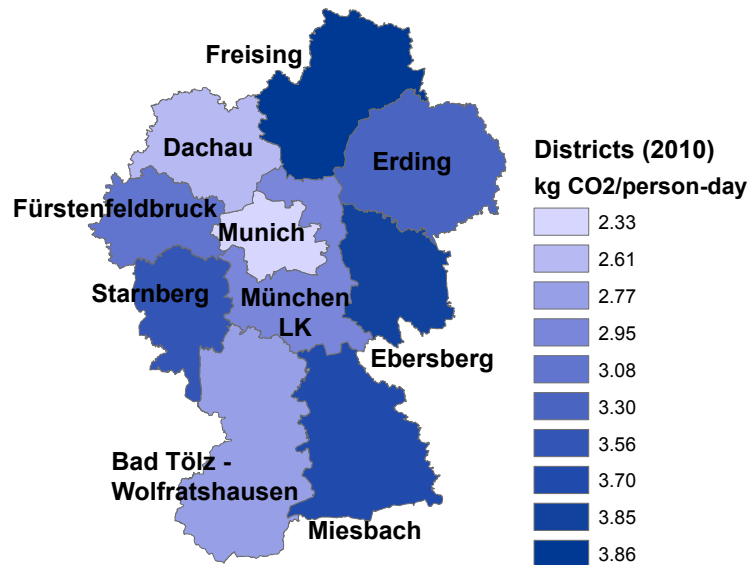 Freising
Dachau
Erding
Fürstenfeldbruck
Munich
Starnberg
München
LK
Ebersberg
Bad Tölz -
Wolfratshausen
Miesbach
Districts (2010)
kg CO2/person-day
2.33
2.61
2.77
2.95
3.08
3.30
3.56
3.70
3.85
3.86